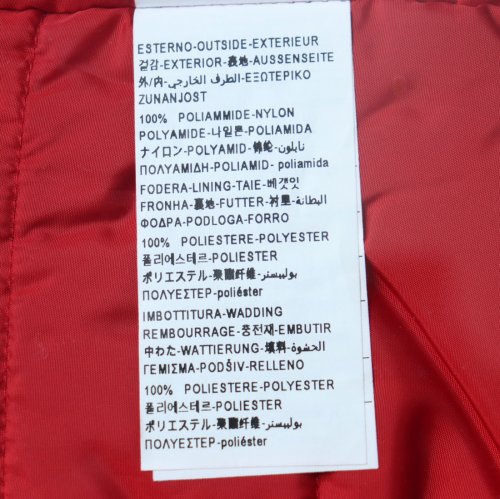 ESTERNO-OUTSIDE-EXTERIEUR
겉감-EXTERIOR-裏地-AUSSENSEITE
外/内-الطرف الخارجي-ΕΞΩΤΕΡΙΚΟ
ZUNANJOST
100% POLIAMMIDE-NYLON
POLYAMIDE-나일론-POLIAMIDA
ナイロン-POLYAMID-锦纶-نايلون
ΠΟΛΥΑΜΙΔΗ-POLIAMID- poliamida
FODERA-LINING-TAIE-베갯잇
FRONHA-裏地-FUTTER-衬里-البطانة
ΦΟΔΡΑ-PODLOGA-FORRO
100% POLIESTERE-POLYESTER
폴리에스테르-POLIÉSTER
ポリエステル-聚酯纤维-بوليستر
ΠΟΛΥΕΣΤΕΡ-poliéster
IMBOTTITURA-WADDING
REMBOURRAGE-충전재-EMBUTIR
中わた-WATTIERUNG-填料-الحشوة
ΓΕΜΙΣΜΑ-PODŠIV-RELLENO
100% POLIESTERE-POLYESTER
폴리에스테르-POLIÉSTER
ポリエステル-聚酯纤维-بوليستر
ΠΟΛΥΕΣΤΕΡ-poliéster